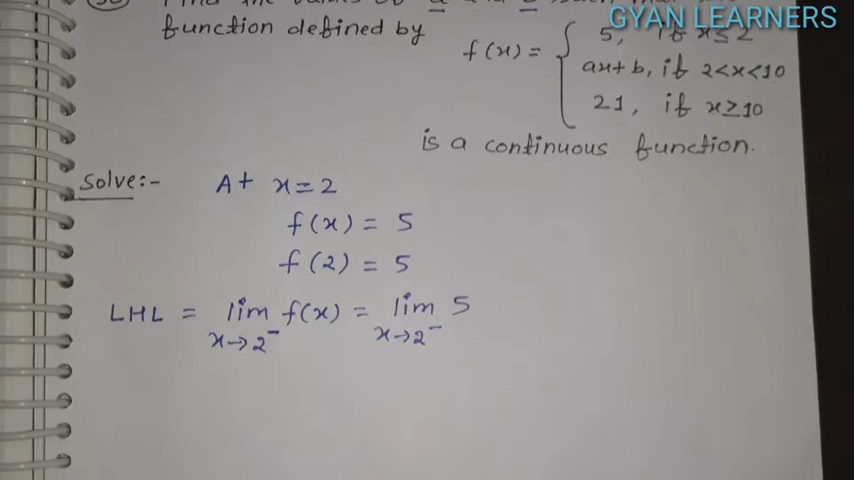 GYAN LEARNERS
function defined by
f(x) = { 5, if x ≤ 2
ax+b, if 2<x<10
21, if x ≥ 10
is a continuous function.
Solve:- At x = 2
f(x) = 5
f(2) = 5
LHL = lim f(x) = lim 5
x→2⁻ x→2⁻